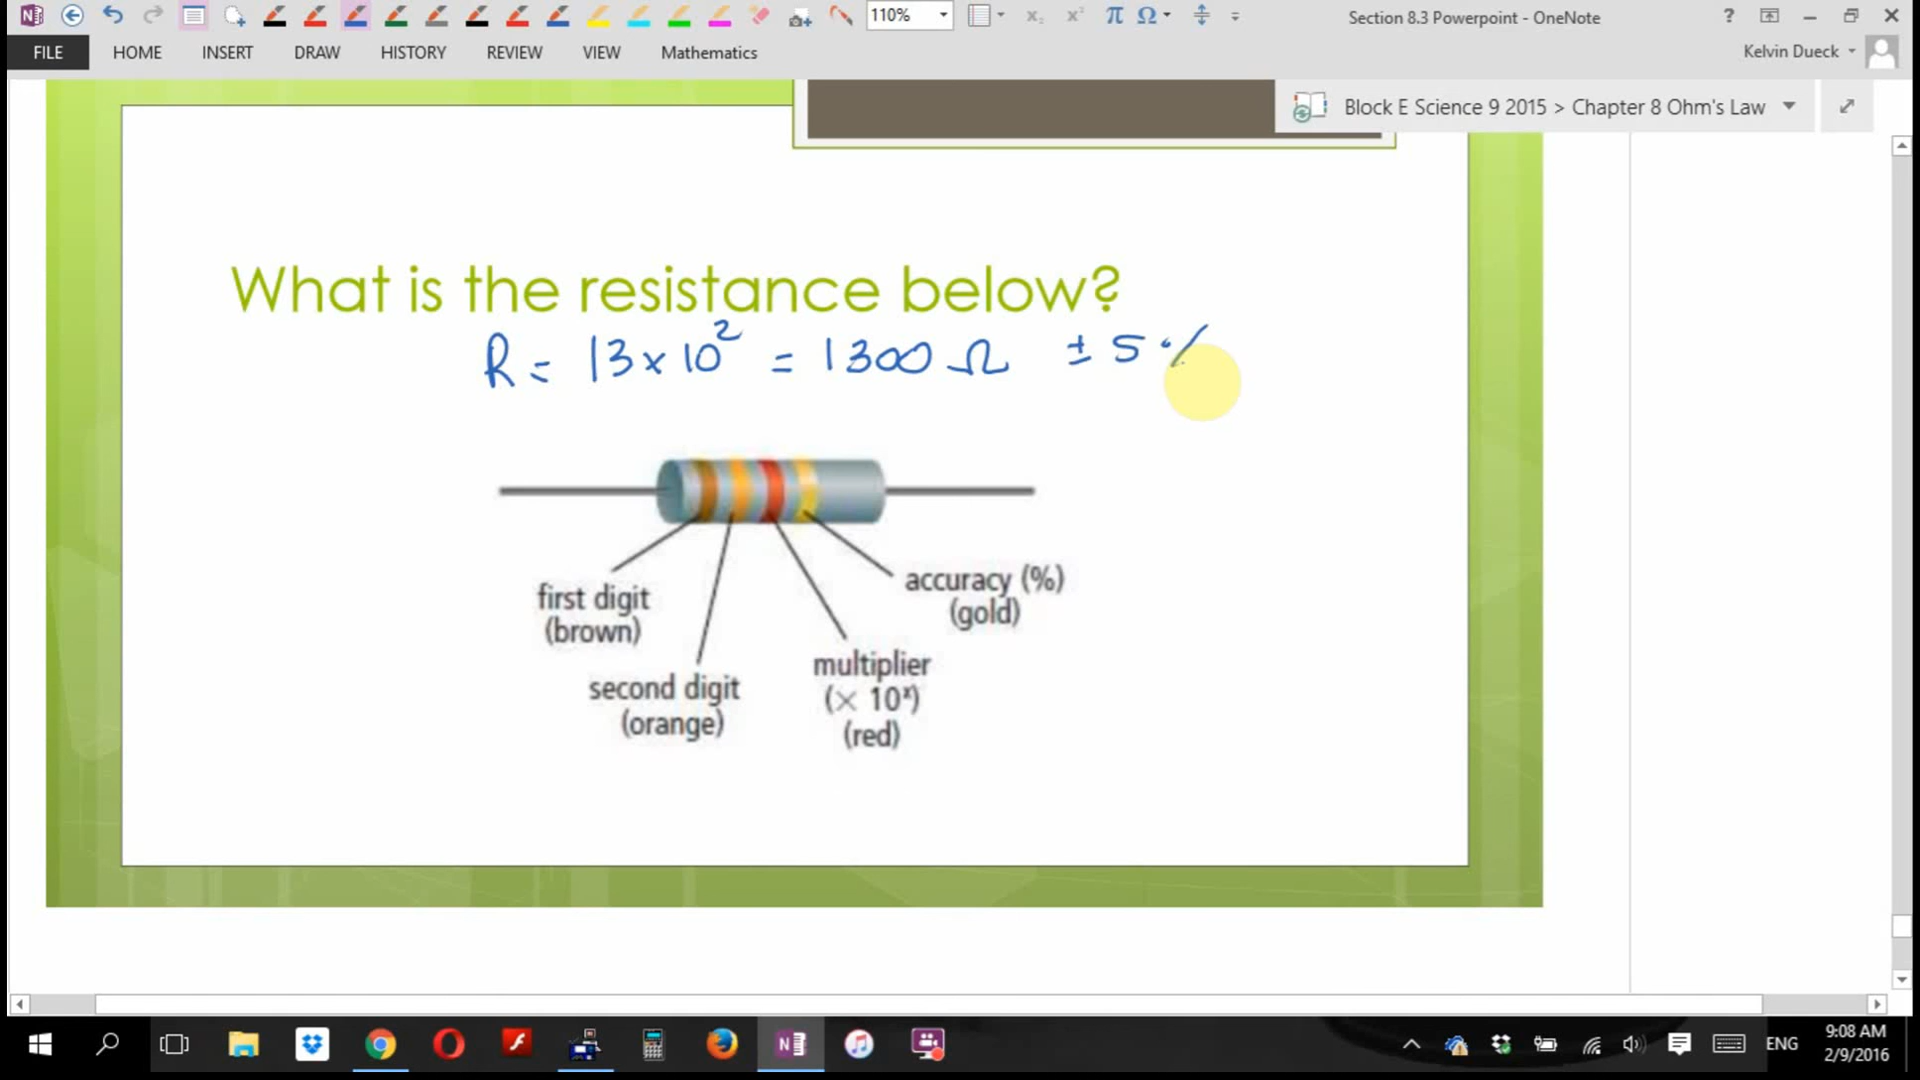 110%
Section 8.3 Powerpoint - OneNote
FILE HOME INSERT DRAW HISTORY REVIEW VIEW Mathematics
Kelvin Dueck
Block E Science 9 2015 > Chapter 8 Ohm's Law
What is the resistance below?
R = 13 x 10² = 1300 Ω ± 5 %
first digit
(brown)
second digit
(orange)
multiplier
(× 10ˣ)
(red)
accuracy (%)
(gold)
ENG
9:08 AM
2/9/2016